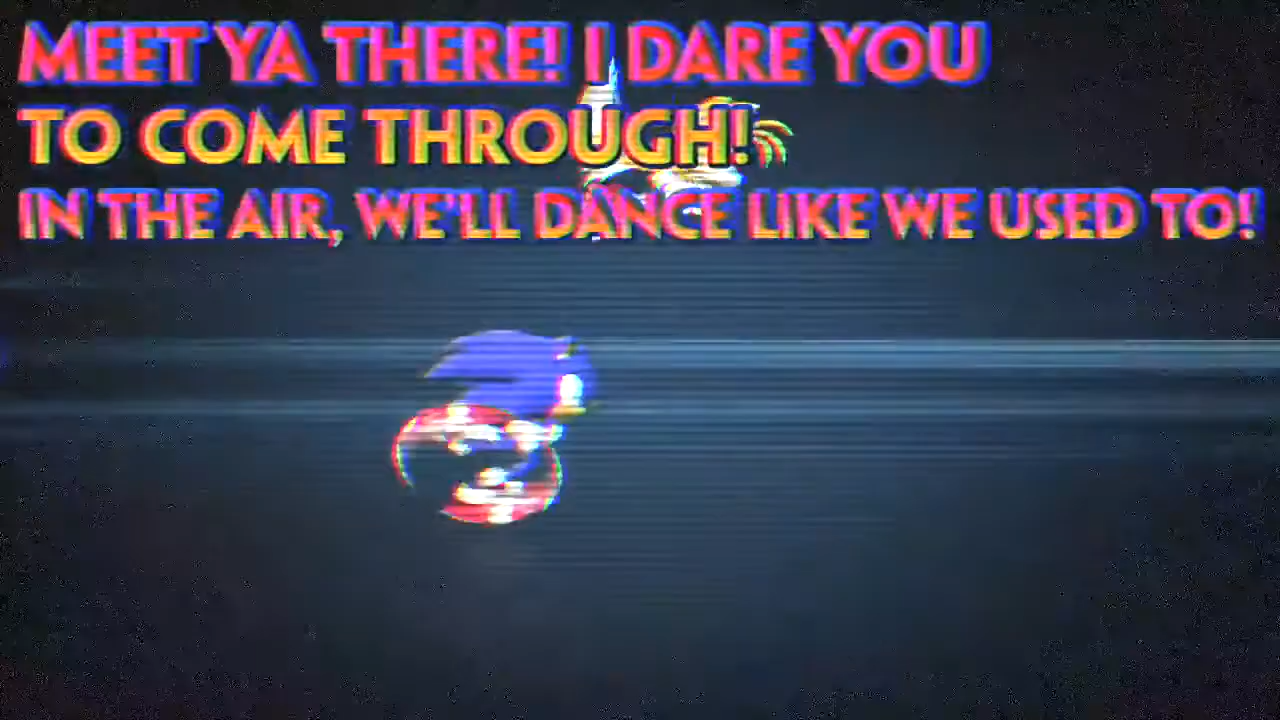 MEET YA THERE! I DARE YOU
TO COME THROUGH!
IN THE AIR, WE'LL DANCE LIKE WE USED TO!